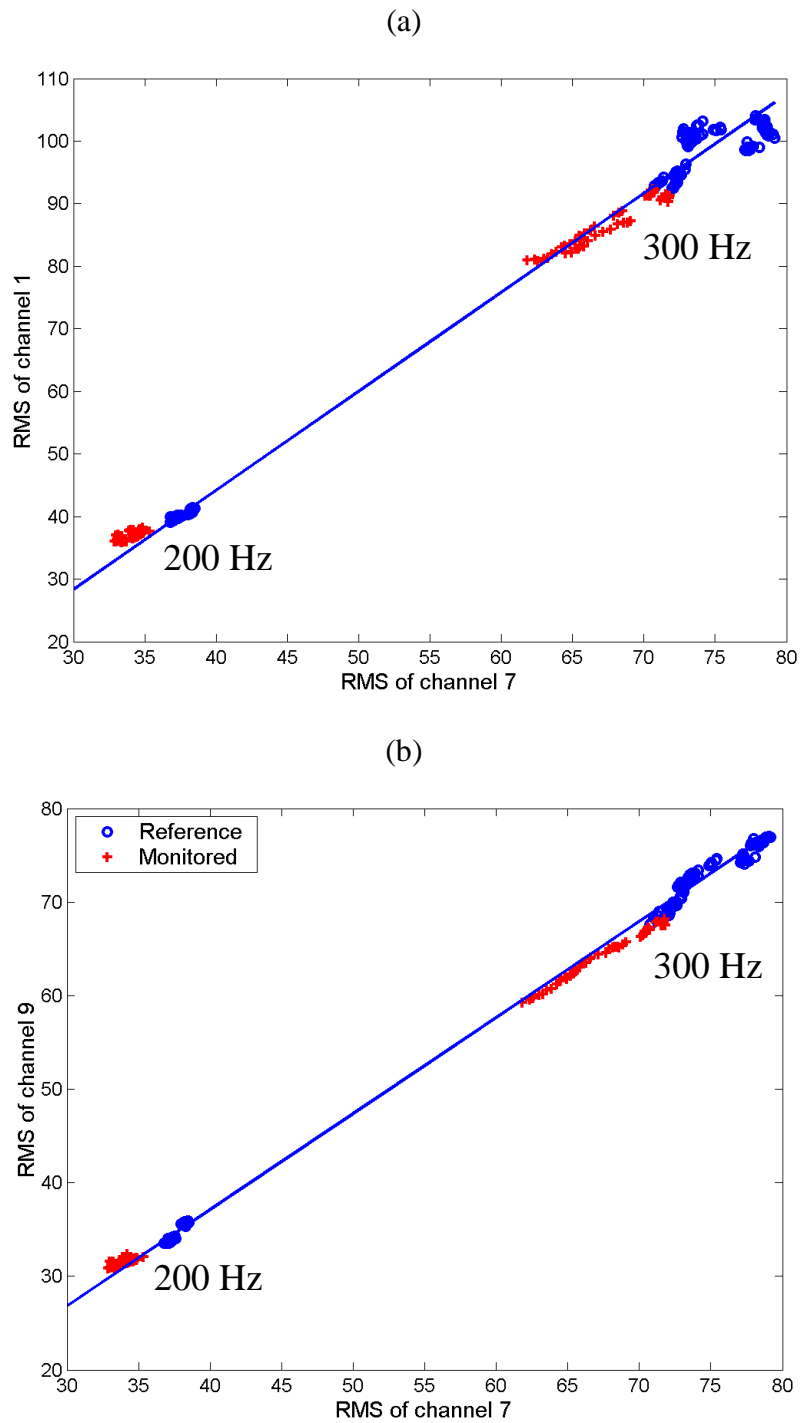 (a)
110
100
90
80
70
60
50
40
30
20
RMS of channel 1
300 Hz
200 Hz
30 35 40 45 50 55 60 65 70 75 80
RMS of channel 7
(b)
80
70
60
50
40
30
20
RMS of channel 9
Reference
Monitored
300 Hz
200 Hz
30 35 40 45 50 55 60 65 70 75 80
RMS of channel 7